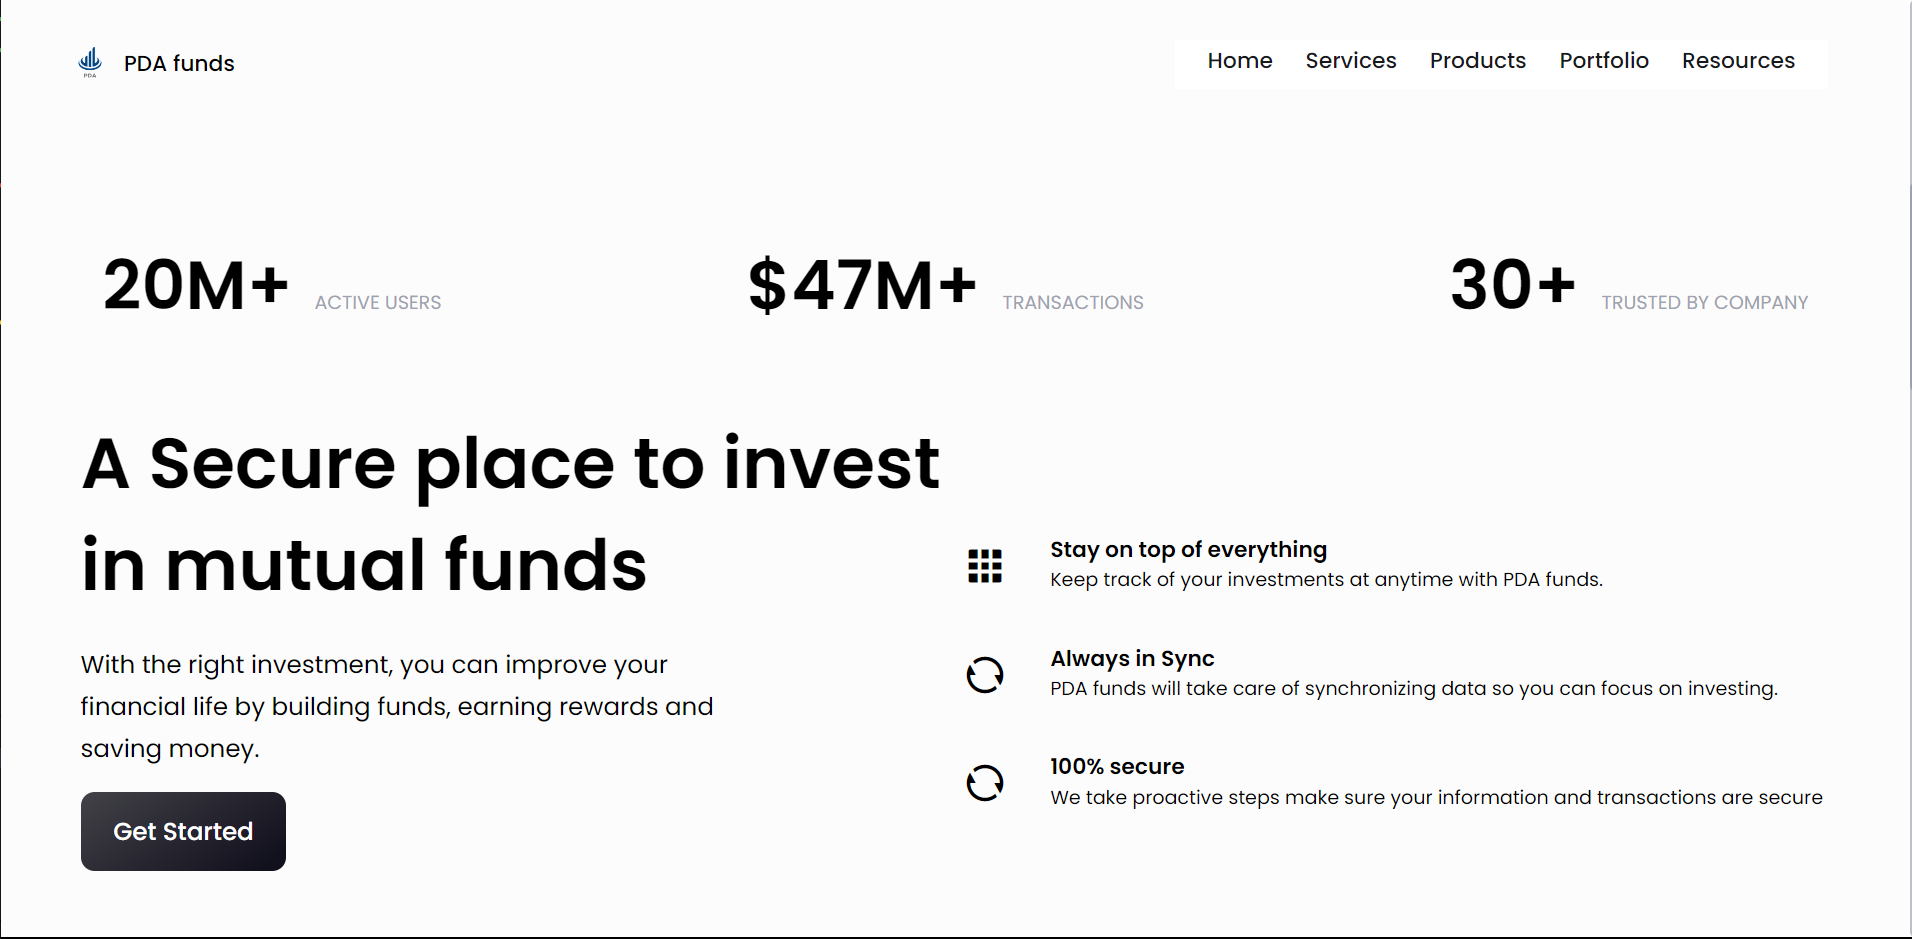 PDA
PDA funds
Home Services Products Portfolio Resources
20M+ ACTIVE USERS
$47M+ TRANSACTIONS
30+ TRUSTED BY COMPANY
A Secure place to invest
in mutual funds
With the right investment, you can improve your
financial life by building funds, earning rewards and
saving money.
Get Started
Stay on top of everything
Keep track of your investments at anytime with PDA funds.
Always in Sync
PDA funds will take care of synchronizing data so you can focus on investing.
100% secure
We take proactive steps make sure your information and transactions are secure